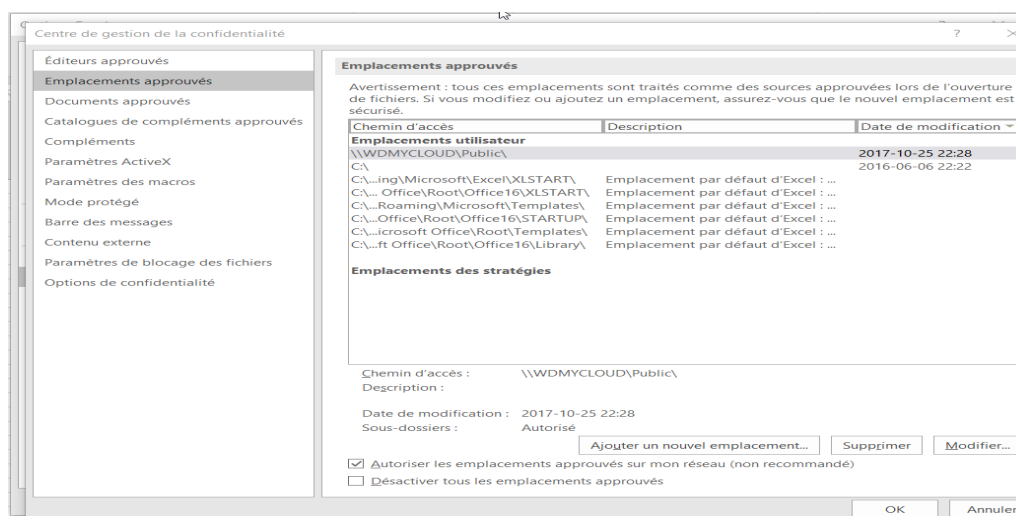 Centre de gestion de la confidentialité ?
Éditeurs approuvés
Emplacements approuvés
Documents approuvés
Catalogues de compléments approuvés
Compléments
Paramètres ActiveX
Paramètres des macros
Mode protégé
Barre des messages
Contenu externe
Paramètres de blocage des fichiers
Options de confidentialité
Emplacements approuvés
Avertissement : tous ces emplacements sont traités comme des sources approuvées lors de l'ouverture
de fichiers. Si vous modifiez ou ajoutez un emplacement, assurez-vous que le nouvel emplacement est
sécurisé.
Chemin d'accès Description Date de modification
Emplacements utilisateur
\\WDMYCLOUD\Public\ 2017-10-25 22:28
C:\ 2016-06-06 22:22
C:\...ing\Microsoft\Excel\XLSTART\ Emplacement par défaut d'Excel : ...
C:\... Office\Root\Office16\XLSTART\ Emplacement par défaut d'Excel : ...
C:\...Roaming\Microsoft\Templates\ Emplacement par défaut d'Excel : ...
C:\...Office\Root\Office16\STARTUP\ Emplacement par défaut d'Excel : ...
C:\...icrosoft Office\Root\Templates\ Emplacement par défaut d'Excel : ...
C:\...ft Office\Root\Office16\Library\ Emplacement par défaut d'Excel : ...
Emplacements des stratégies
Chemin d'accès : \\WDMYCLOUD\Public\
Description :
Date de modification : 2017-10-25 22:28
Sous-dossiers : Autorisé
Ajouter un nouvel emplacement... Supprimer Modifier...
Autoriser les emplacements approuvés sur mon réseau (non recommandé)
Désactiver tous les emplacements approuvés
OK Annuler